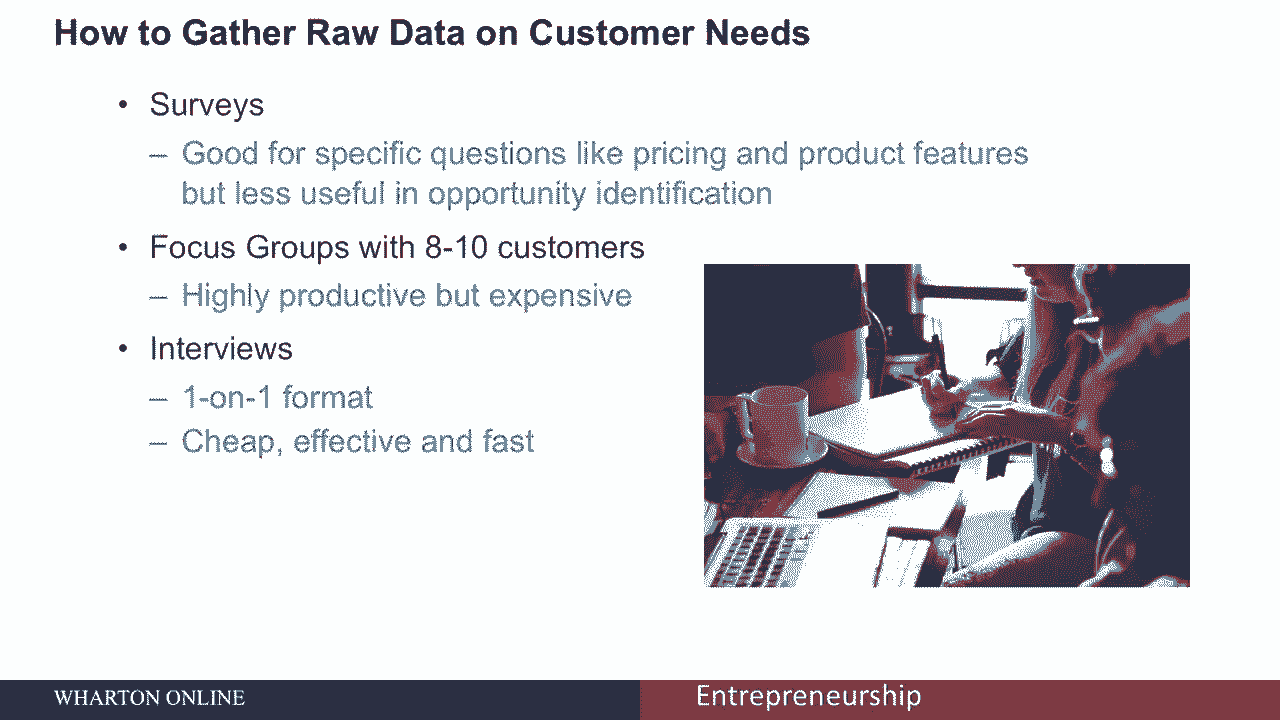 How to Gather Raw Data on Customer Needs
• Surveys
– Good for specific questions like pricing and product features
but less useful in opportunity identification
• Focus Groups with 8-10 customers
– Highly productive but expensive
• Interviews
– 1-on-1 format
– Cheap, effective and fast
WHARTON ONLINE
Entrepreneurship